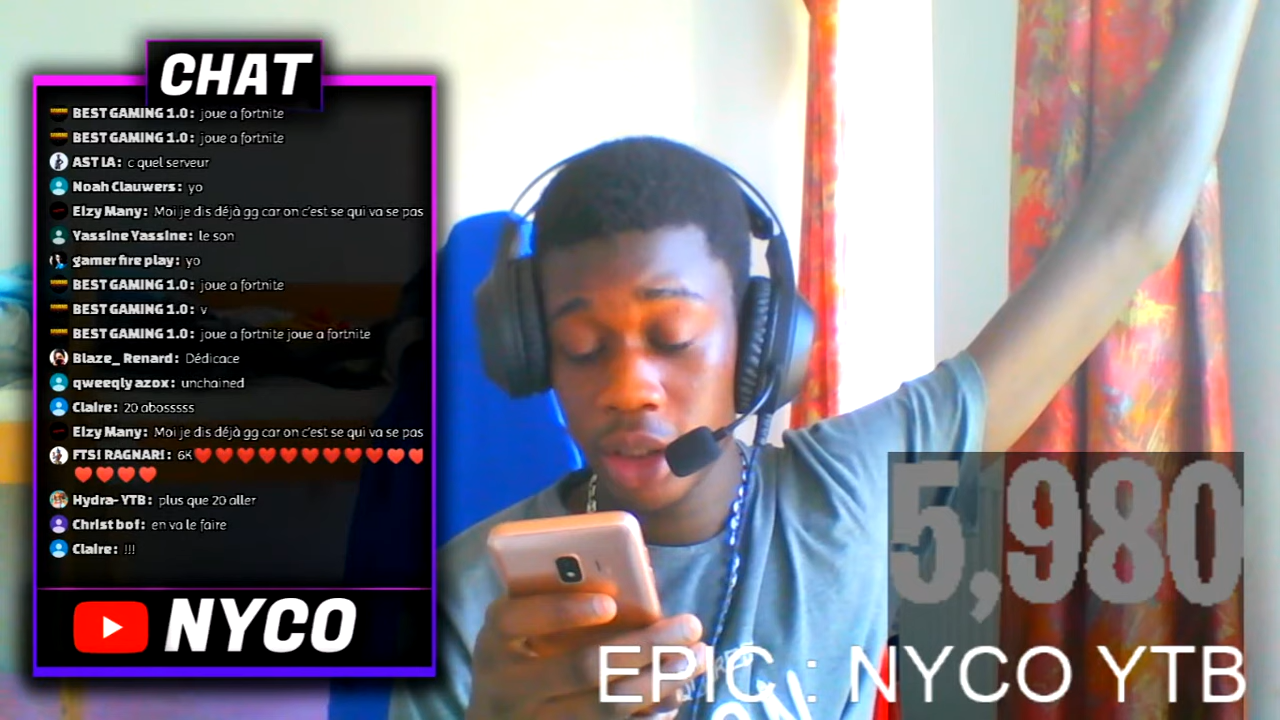 CHAT
BEST GAMING 1.0: joue a fortnite
BEST GAMING 1.0: joue a fortnite
AST IA: c quel serveur
Noah Clauwers: yo
Elzy Many: Moi je dis déjà gg car on c'est se qui va se pas
Yassine Yassine: le son
gamer fire play: yo
BEST GAMING 1.0: joue a fortnite
BEST GAMING 1.0: v
BEST GAMING 1.0: joue a fortnite joue a fortnite
Blaze_ Renard: Dédicace
qweeqly azox: unchained
Claire: 20 abosssss
Elzy Many: Moi je dis déjà gg car on c'est se qui va se pas
FTS! RAGNAR!: 6K❤❤❤❤❤❤❤❤❤❤❤
❤❤❤❤
Hydra- YTB: plus que 20 aller
Christ bof: en va le faire
Claire: !!!
NYCO
5,980
EPIC : NYCO YTB